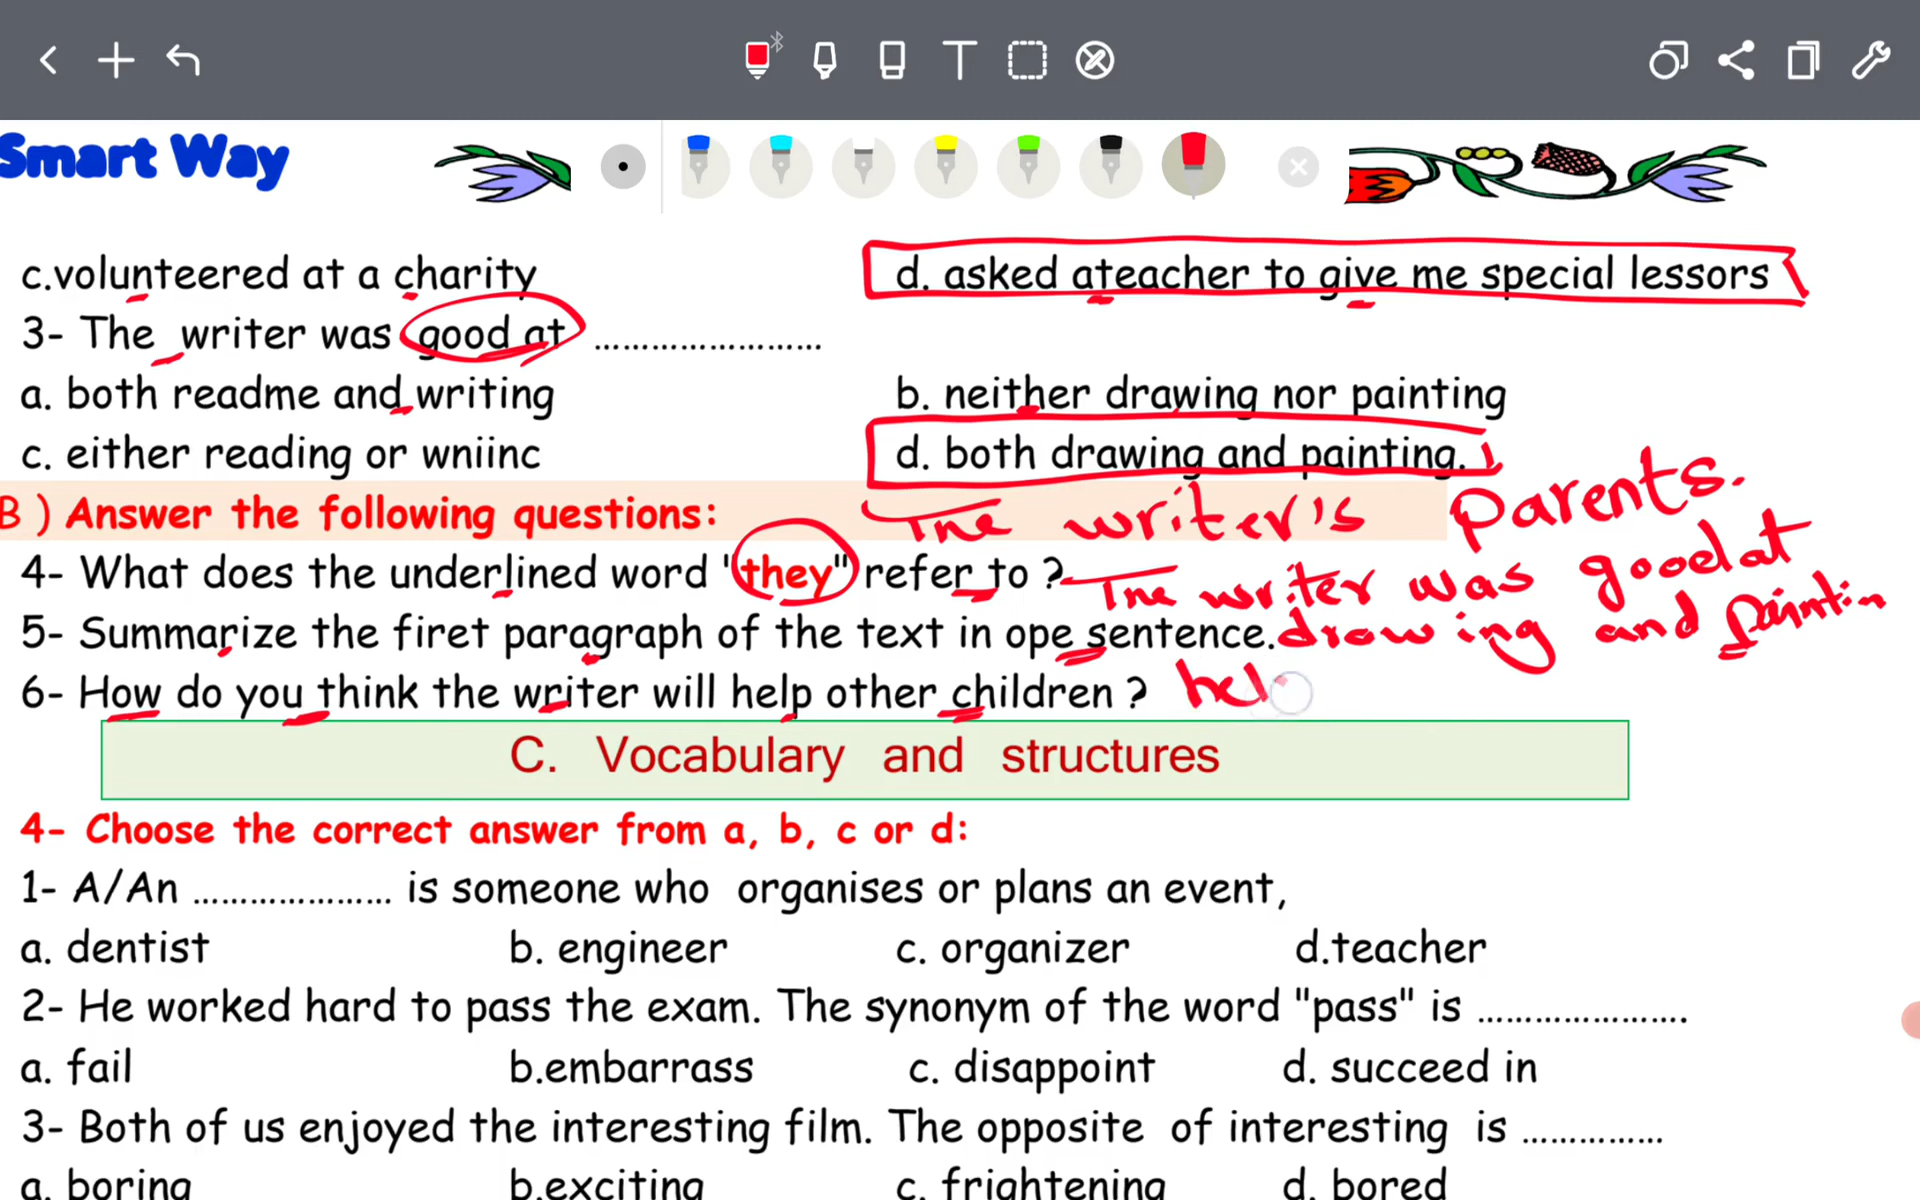 Smart Way
c.volunteered at a charity d. asked ateacher to give me special lessors
3- The writer was good at ........................
a. both readme and writing b. neither drawing nor painting
c. either reading or wniinc d. both drawing and painting.
B ) Answer the following questions: The writer's parents.
4- What does the underlined word "they" refer to ? The writer was good at
5- Summarize the firet paragraph of the text in ope sentence. drawing and paintin
6- How do you think the writer will help other children ? hel
C. Vocabulary and structures
4- Choose the correct answer from a, b, c or d:
1- A/An ..................... is someone who organises or plans an event,
a. dentist b. engineer c. organizer d.teacher
2- He worked hard to pass the exam. The synonym of the word "pass" is ......................
a. fail b.embarrass c. disappoint d. succeed in
3- Both of us enjoyed the interesting film. The opposite of interesting is ...............
a. boring b.exciting c. frightening d. bored